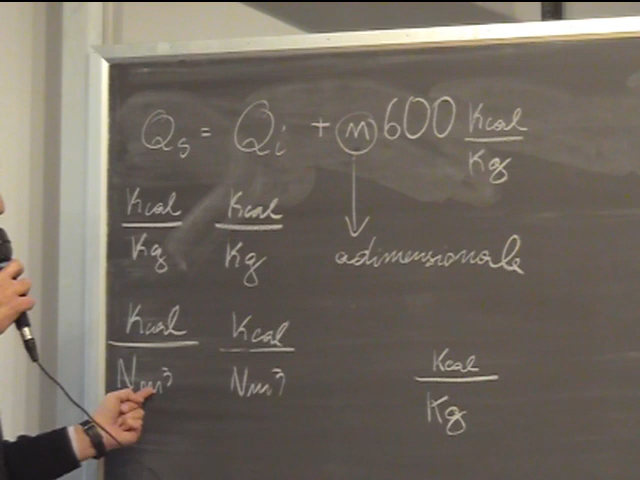 Qs = Qi + m 600 Kcal/Kg
Kcal/Kg Kcal/Kg adimensionale
Kcal/Nm³ Kcal/Nm³ Kcal/Kg